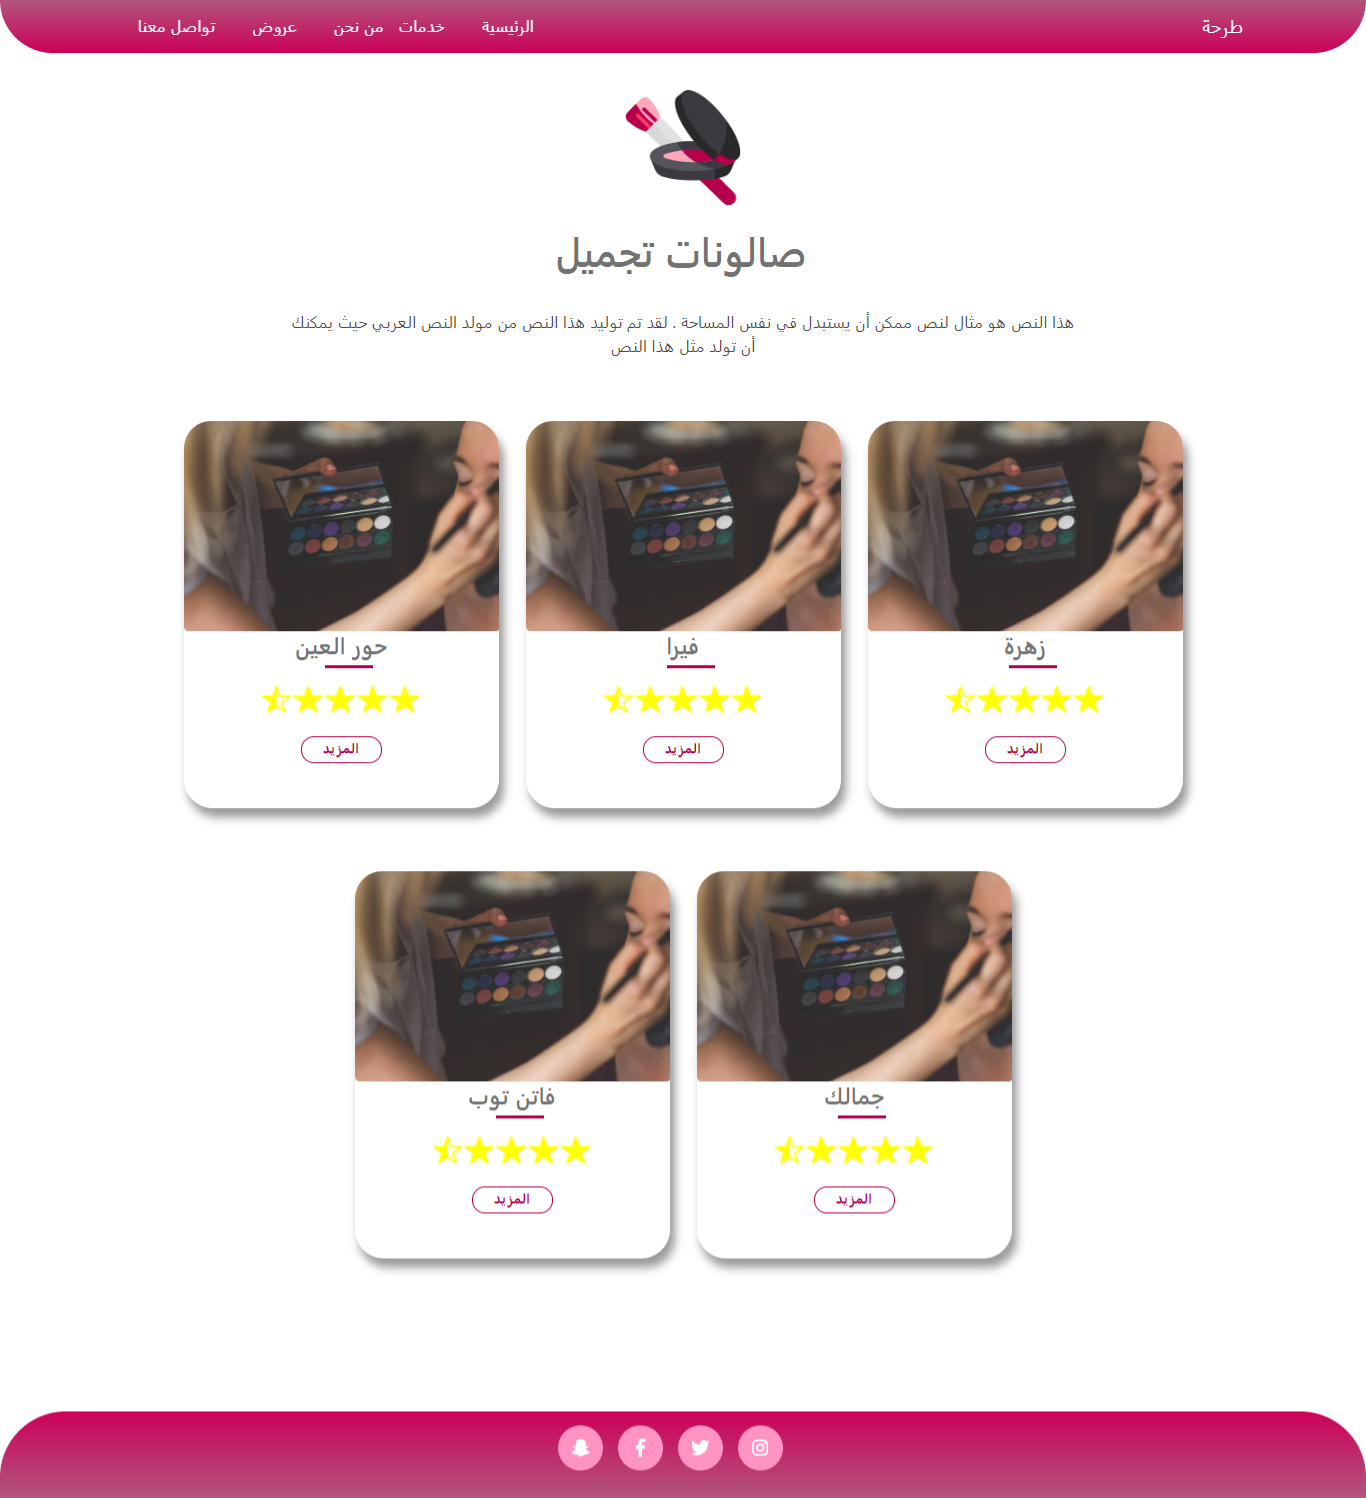 طرحة
الرئيسية خدمات من نحن عروض تواصل معنا
صالونات تجميل
هذا النص هو مثال لنص ممكن أن يستبدل في نفس المساحة . لقد تم توليد هذا النص من مولد النص العربي حيث يمكنك
أن تولد مثل هذا النص
زهرة
المزيد
فيرا
المزيد
حور العين
المزيد
جمالك
المزيد
فاتن توب
المزيد